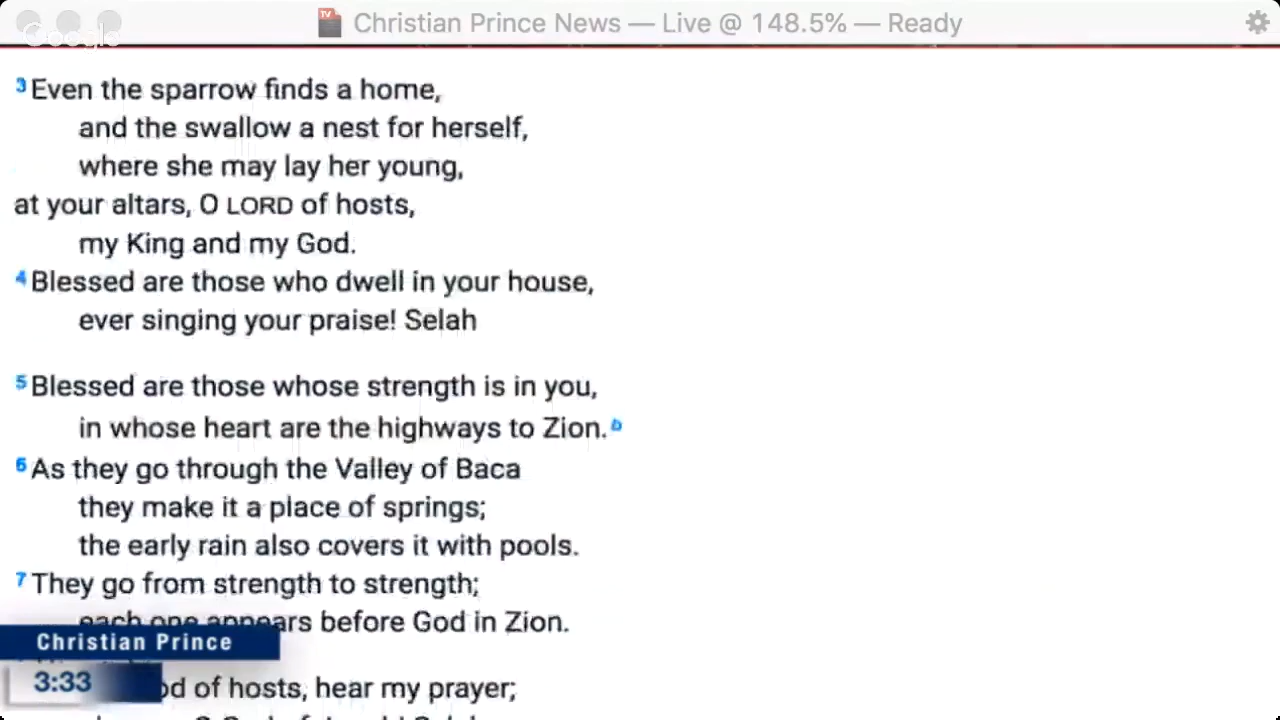 Google
Christian Prince News — Live @ 148.5% — Ready
3 Even the sparrow finds a home,
and the swallow a nest for herself,
where she may lay her young,
at your altars, O LORD of hosts,
my King and my God.
4 Blessed are those who dwell in your house,
ever singing your praise! Selah
5 Blessed are those whose strength is in you,
in whose heart are the highways to Zion. b
6 As they go through the Valley of Baca
they make it a place of springs;
the early rain also covers it with pools.
7 They go from strength to strength;
each one appears before God in Zion.
Christian Prince
3:33
of hosts, hear my prayer;